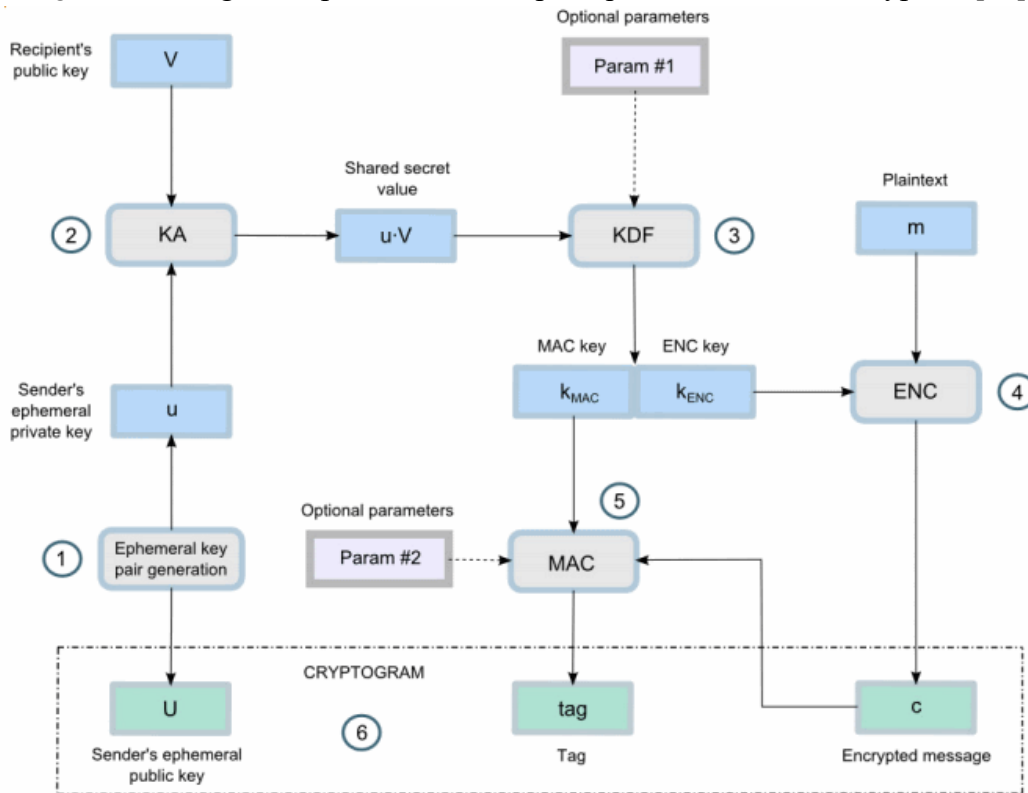 Optional parameters
Recipient's
public key
V
Param #1
Shared secret
value
Plaintext
2
KA
u·V
KDF
3
m
MAC key
ENC key
Sender's
ephemeral
private key
u
kMAC
kENC
ENC
4
5
Optional parameters
1
Ephemeral key
pair generation
Param #2
MAC
CRYPTOGRAM
U
6
tag
c
Sender's ephemeral
public key
Tag
Encrypted message